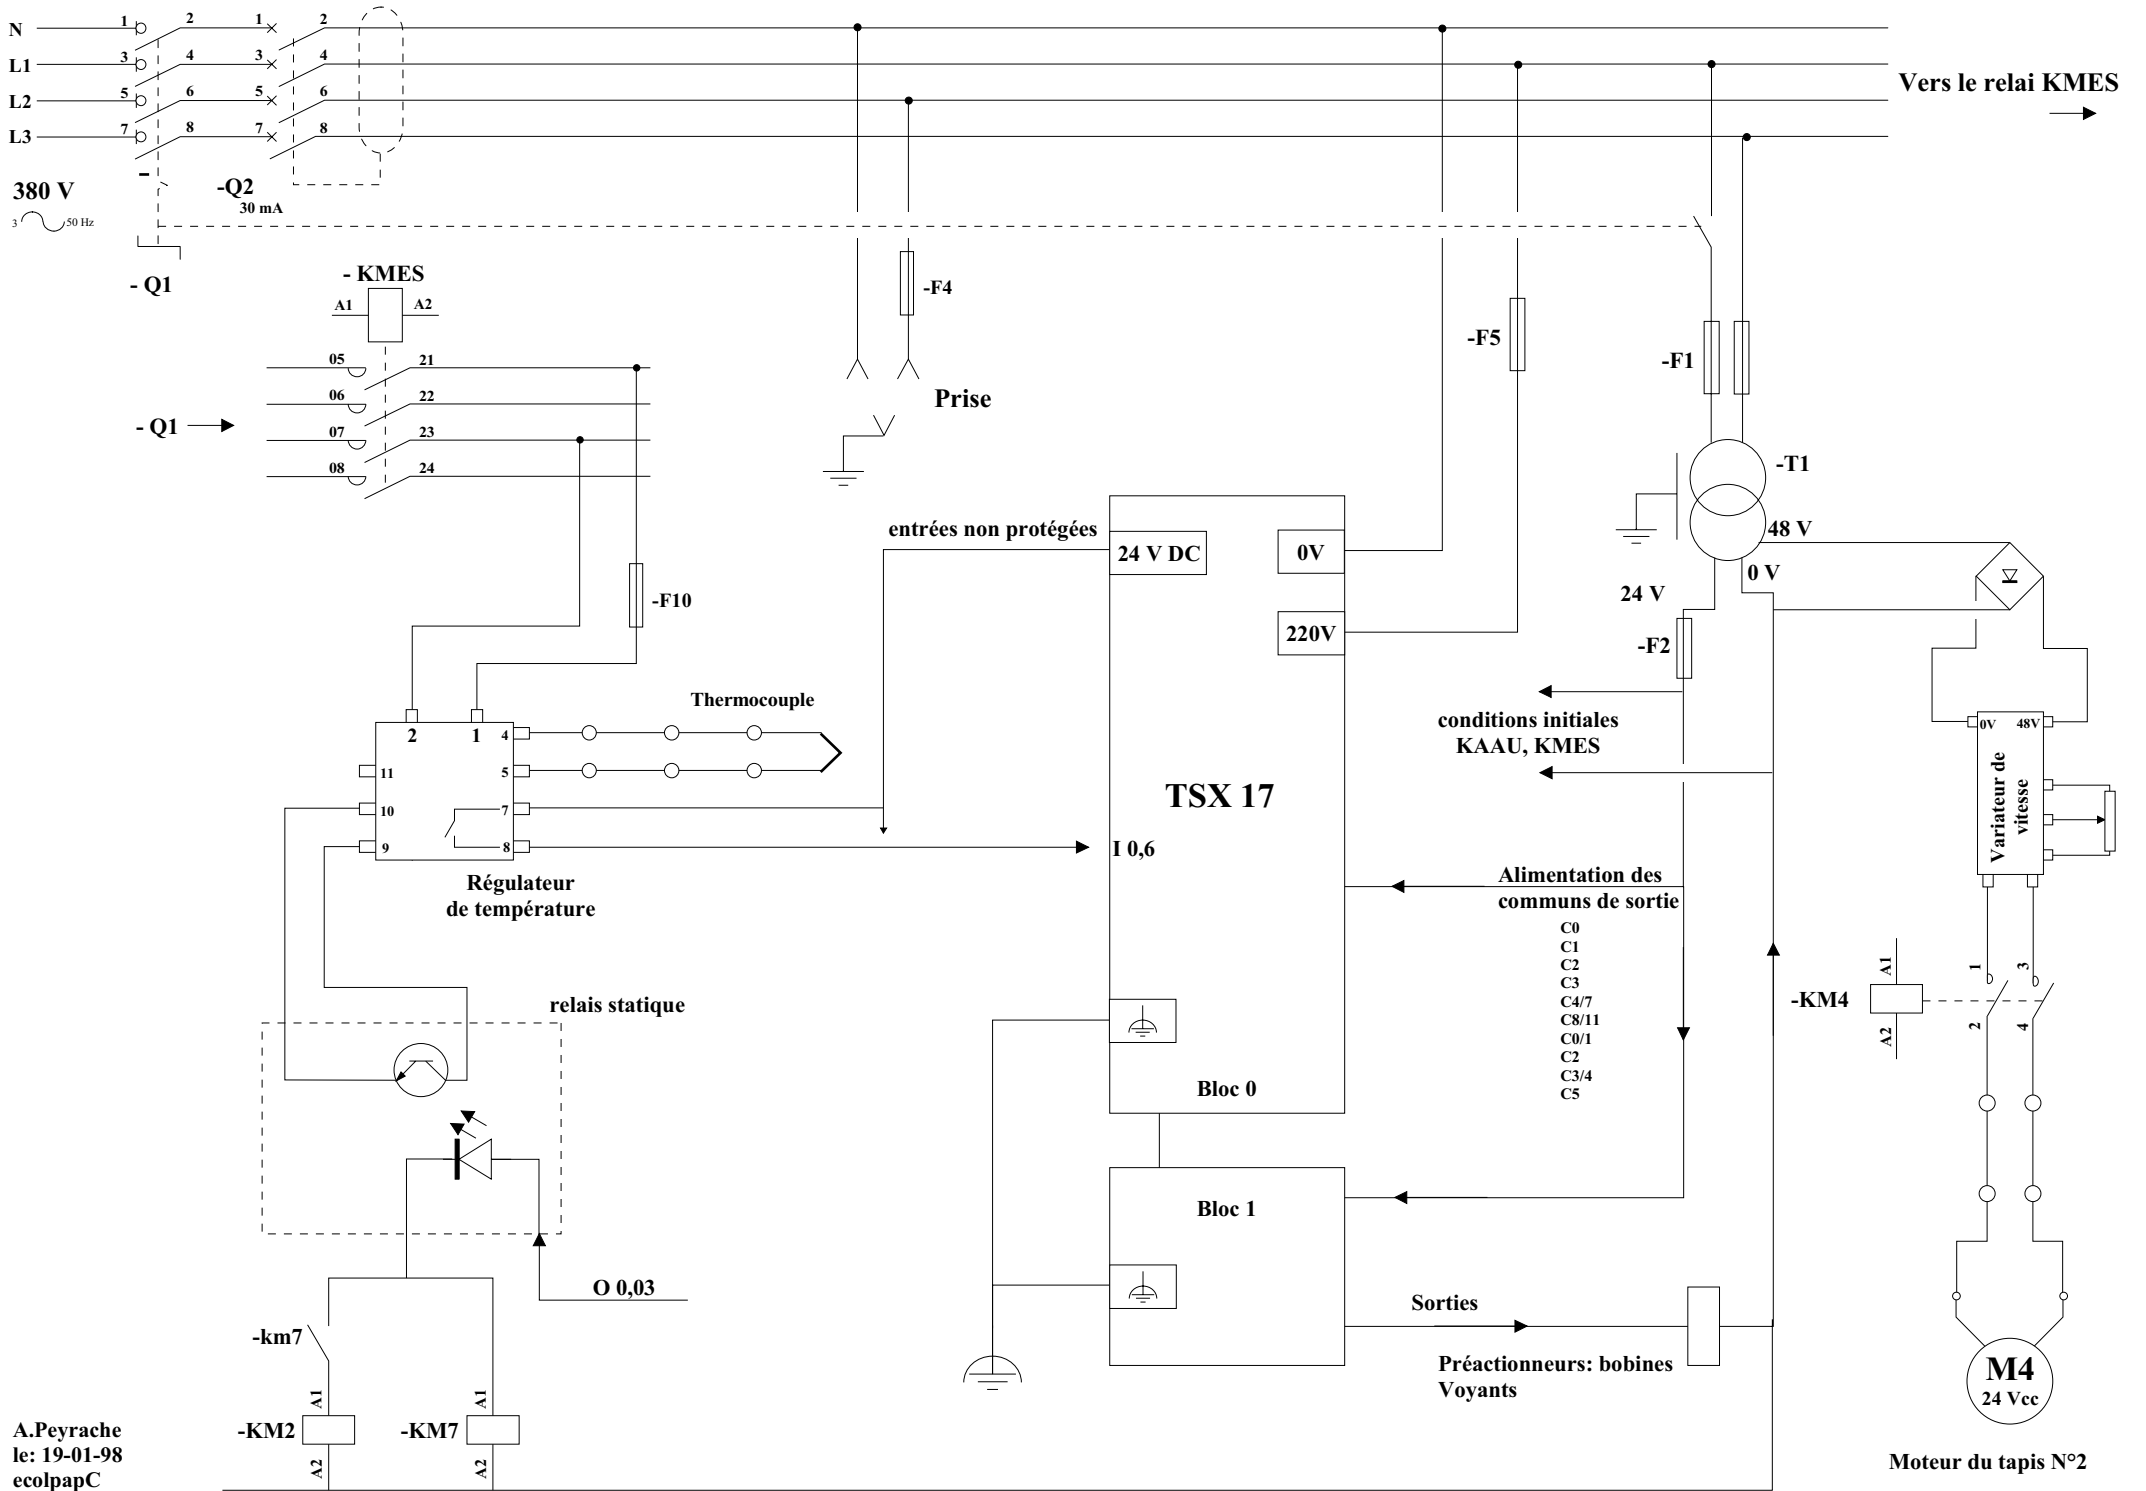 N 1 2 1 2
L1 3 4 3 4
L2 5 6 5 6
L3 7 8 7 8
Vers le relai KMES
380 V
3 50 Hz
-Q2
30 mA
- Q1
- KMES
A1 A2
05 21
06 22
07 23
08 24
- Q1
-F4
Prise
-F5
-F1
-T1
48 V
0 V
24 V
-F2
-F10
entrées non protégées
24 V DC
0V
220V
TSX 17
I 0,6
Bloc 0
Bloc 1
Thermocouple
2 1 4
11 5
10 7
9 8
Régulateur
de température
conditions initiales
KAAU, KMES
0V 48V
Variateur de
vitesse
Alimentation des
communs de sortie
C0
C1
C2
C3
C4/7
C8/11
C0/1
C2
C3/4
C5
relais statique
-KM4
A1
A2
1 3
2 4
O 0,03
-km7
Sorties
Préactionneurs: bobines
Voyants
M4
24 Vcc
Moteur du tapis N°2
A1 A1
-KM2 -KM7
A2 A2
A.Peyrache
le: 19-01-98
ecolpapC